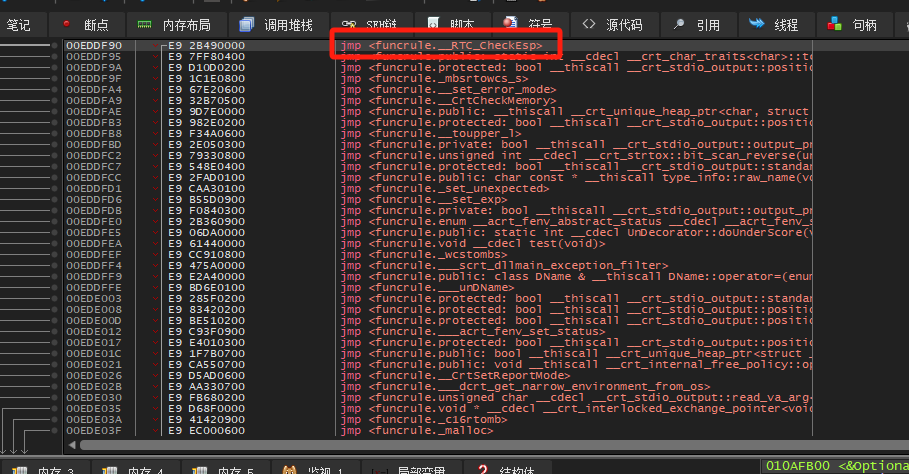 笔记 断点 内存布局 调用堆栈 SEH链 脚本 符号 源代码 引用 线程 句柄
00EDDF90 E9 2B490000 jmp <funcrule.__RTC_CheckEsp>
00EDDF95 E9 7FF80400 jmp <funcrule.public: static int __cdecl __crt_char_traits<char>::t
00EDDF9A E9 D10D0200 jmp <funcrule.protected: bool __thiscall __crt_stdio_output::positio
00EDDF9F E9 1C1E0800 jmp <funcrule._mbsrtowcs_s>
00EDDFA4 E9 67E20600 jmp <funcrule.__set_error_mode>
00EDDFA9 E9 32B70500 jmp <funcrule.__CrtCheckMemory>
00EDDFAE E9 9D7E0000 jmp <funcrule.public: __thiscall __crt_unique_heap_ptr<char, struct
00EDDFB3 E9 982E0200 jmp <funcrule.protected: bool __thiscall __crt_stdio_output::positio
00EDDFB8 E9 F34A0600 jmp <funcrule.__toupper_l>
00EDDFBD E9 2E050300 jmp <funcrule.private: bool __thiscall __crt_stdio_output::output_pr
00EDDFC2 E9 79330800 jmp <funcrule.unsigned int __cdecl __crt_strtox::bit_scan_reverse(un
00EDDFC7 E9 548E0400 jmp <funcrule.protected: bool __thiscall __crt_stdio_output::standar
00EDDFCC E9 2FAD0100 jmp <funcrule.public: char const * __thiscall type_info::raw_name(vo
00EDDFD1 E9 CAA30100 jmp <funcrule._set_unexpected>
00EDDFD6 E9 B55D0900 jmp <funcrule.__set_exp>
00EDDFDB E9 F0840300 jmp <funcrule.private: bool __thiscall __crt_stdio_output::output_pr
00EDDFE0 E9 2B360900 jmp <funcrule.enum __acrt_fenv_abstract_status __cdecl __acrt_fenv_s
00EDDFE5 E9 06DA0000 jmp <funcrule.public: static int __cdecl UnDecorator::doUnderScore(v
00EDDFEA E9 61440000 jmp <funcrule.void __cdecl test(void)>
00EDDFEF E9 CC910800 jmp <funcrule._wcstombs>
00EDDFF4 E9 475A0000 jmp <funcrule.___scrt_dllmain_exception_filter>
00EDDFF9 E9 E2A40000 jmp <funcrule.public: class DName & __thiscall DName::operator=(enum
00EDDFFE E9 BD6E0100 jmp <funcrule.___unDName>
00EDE003 E9 285F0200 jmp <funcrule.protected: bool __thiscall __crt_stdio_output::standar
00EDE008 E9 83420200 jmp <funcrule.protected: bool __thiscall __crt_stdio_output::positio
00EDE00D E9 BE510200 jmp <funcrule.protected: bool __thiscall __crt_stdio_output::positio
00EDE012 E9 C93F0900 jmp <funcrule.___acrt_fenv_set_status>
00EDE017 E9 E4010300 jmp <funcrule.protected: bool __thiscall __crt_stdio_output::positio
00EDE01C E9 1F7B0700 jmp <funcrule.public: bool __thiscall __crt_unique_heap_ptr<struct _
00EDE021 E9 CA550700 jmp <funcrule.public: void __thiscall __crt_internal_free_policy::op
00EDE026 E9 D5AD0600 jmp <funcrule.__CrtSetReportMode>
00EDE02B E9 AA330700 jmp <funcrule.___dcrt_get_narrow_environment_from_os>
00EDE030 E9 FB680200 jmp <funcrule.unsigned char __cdecl __crt_stdio_output::read_va_arg<
00EDE035 E9 D68F0000 jmp <funcrule.void * __cdecl __crt_interlocked_exchange_pointer<void
00EDE03A E9 41420900 jmp <funcrule._c16rtomb>
00EDE03F E9 EC000600 jmp <funcrule._malloc>
内存 3 内存 4 内存 5 监视 1 局部变量 结构体
010AFB00 <&Optiona